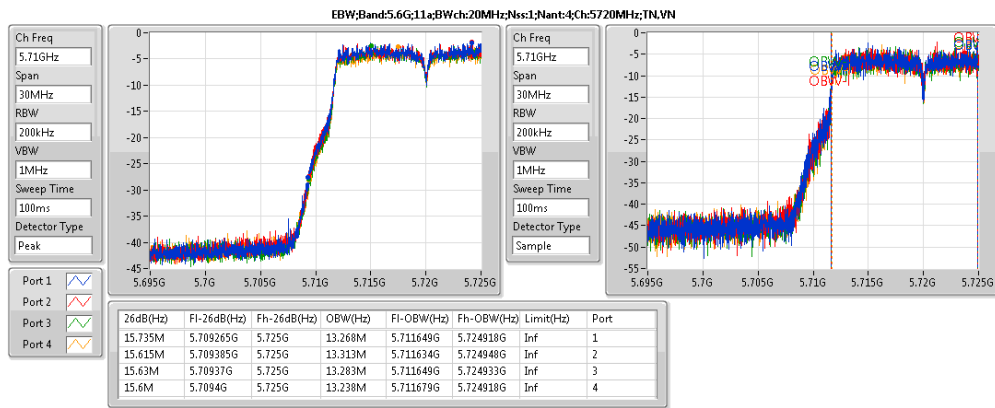 EBW;Band:5.6G;11a;BWch:20MHz;Nss:1;Nant:4;Ch:5720MHz;TN,VN
Ch Freq
5.71GHz
Span
30MHz
RBW
200kHz
VBW
1MHz
Sweep Time
100ms
Detector Type
Peak
0
-5
-10
-15
-20
-25
-30
-35
-40
-45
5.695G 5.7G 5.705G 5.71G 5.715G 5.72G 5.725G
Ch Freq
5.71GHz
Span
30MHz
RBW
200kHz
VBW
1MHz
Sweep Time
100ms
Detector Type
Sample
0
-5
-10
-15
-20
-25
-30
-35
-40
-45
-50
-55
5.695G 5.7G 5.705G 5.71G 5.715G 5.72G 5.725G
Port 1
Port 2
Port 3
Port 4
26dB(Hz) Fl-26dB(Hz) Fh-26dB(Hz) OBW(Hz) Fl-OBW(Hz) Fh-OBW(Hz) Limit(Hz) Port
15.735M 5.709265G 5.725G 13.268M 5.711649G 5.724918G Inf 1
15.615M 5.709385G 5.725G 13.313M 5.711634G 5.724948G Inf 2
15.63M 5.70937G 5.725G 13.283M 5.711649G 5.724933G Inf 3
15.6M 5.7094G 5.725G 13.238M 5.711679G 5.724918G Inf 4